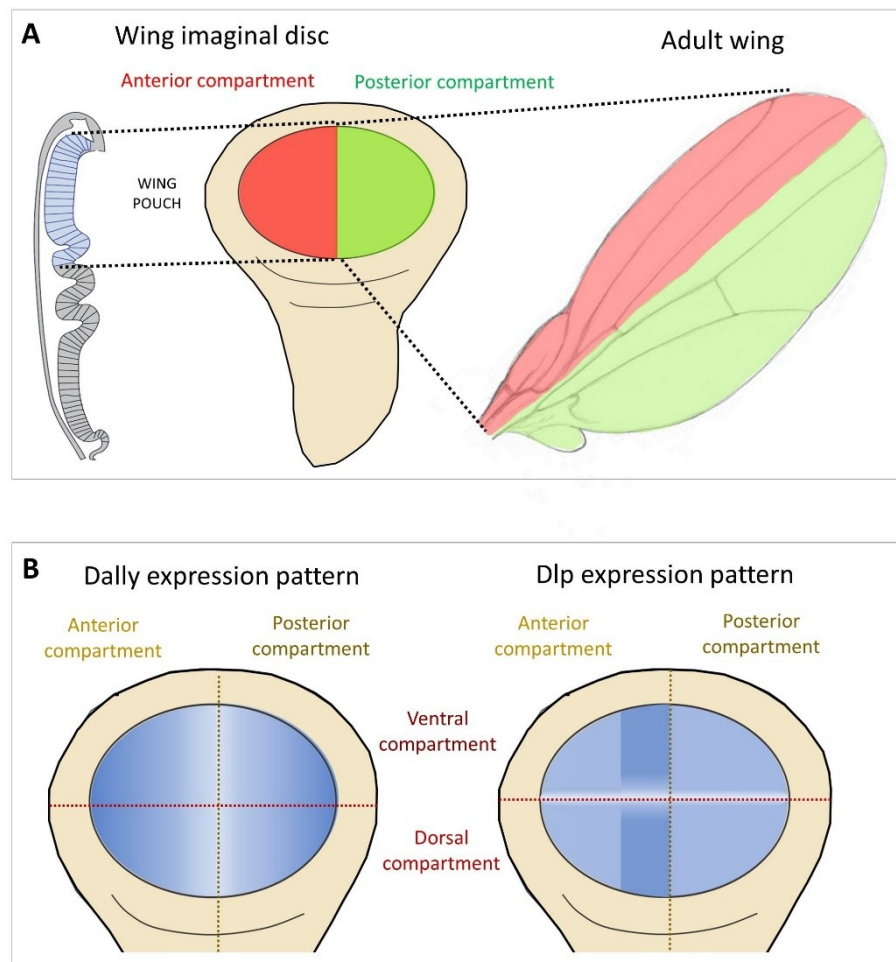 A
Wing imaginal disc
Adult wing
Anterior compartment
Posterior compartment
WING
POUCH
B
Dally expression pattern
Dlp expression pattern
Anterior
compartment
Posterior
compartment
Anterior
compartment
Posterior
compartment
Ventral
compartment
Dorsal
compartment